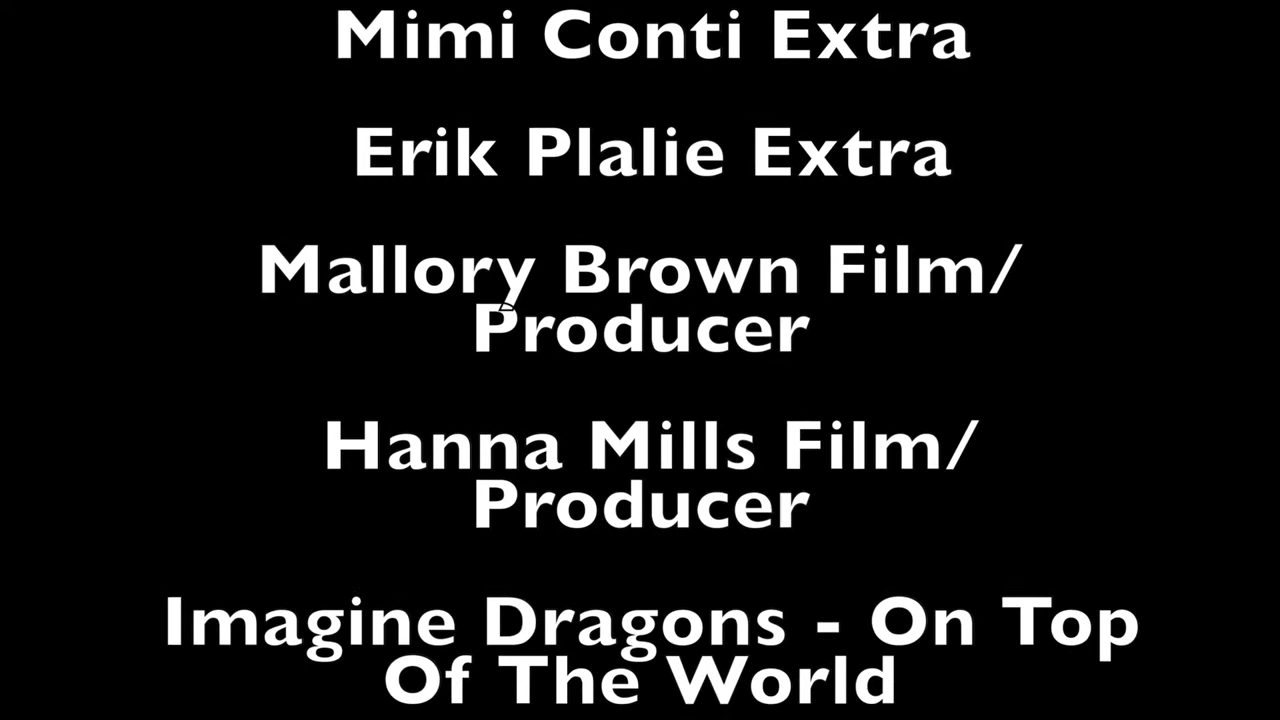 Mimi Conti Extra
Erik Plalie Extra
Mallory Brown Film/
Producer
Hanna Mills Film/
Producer
Imagine Dragons - On Top
Of The World